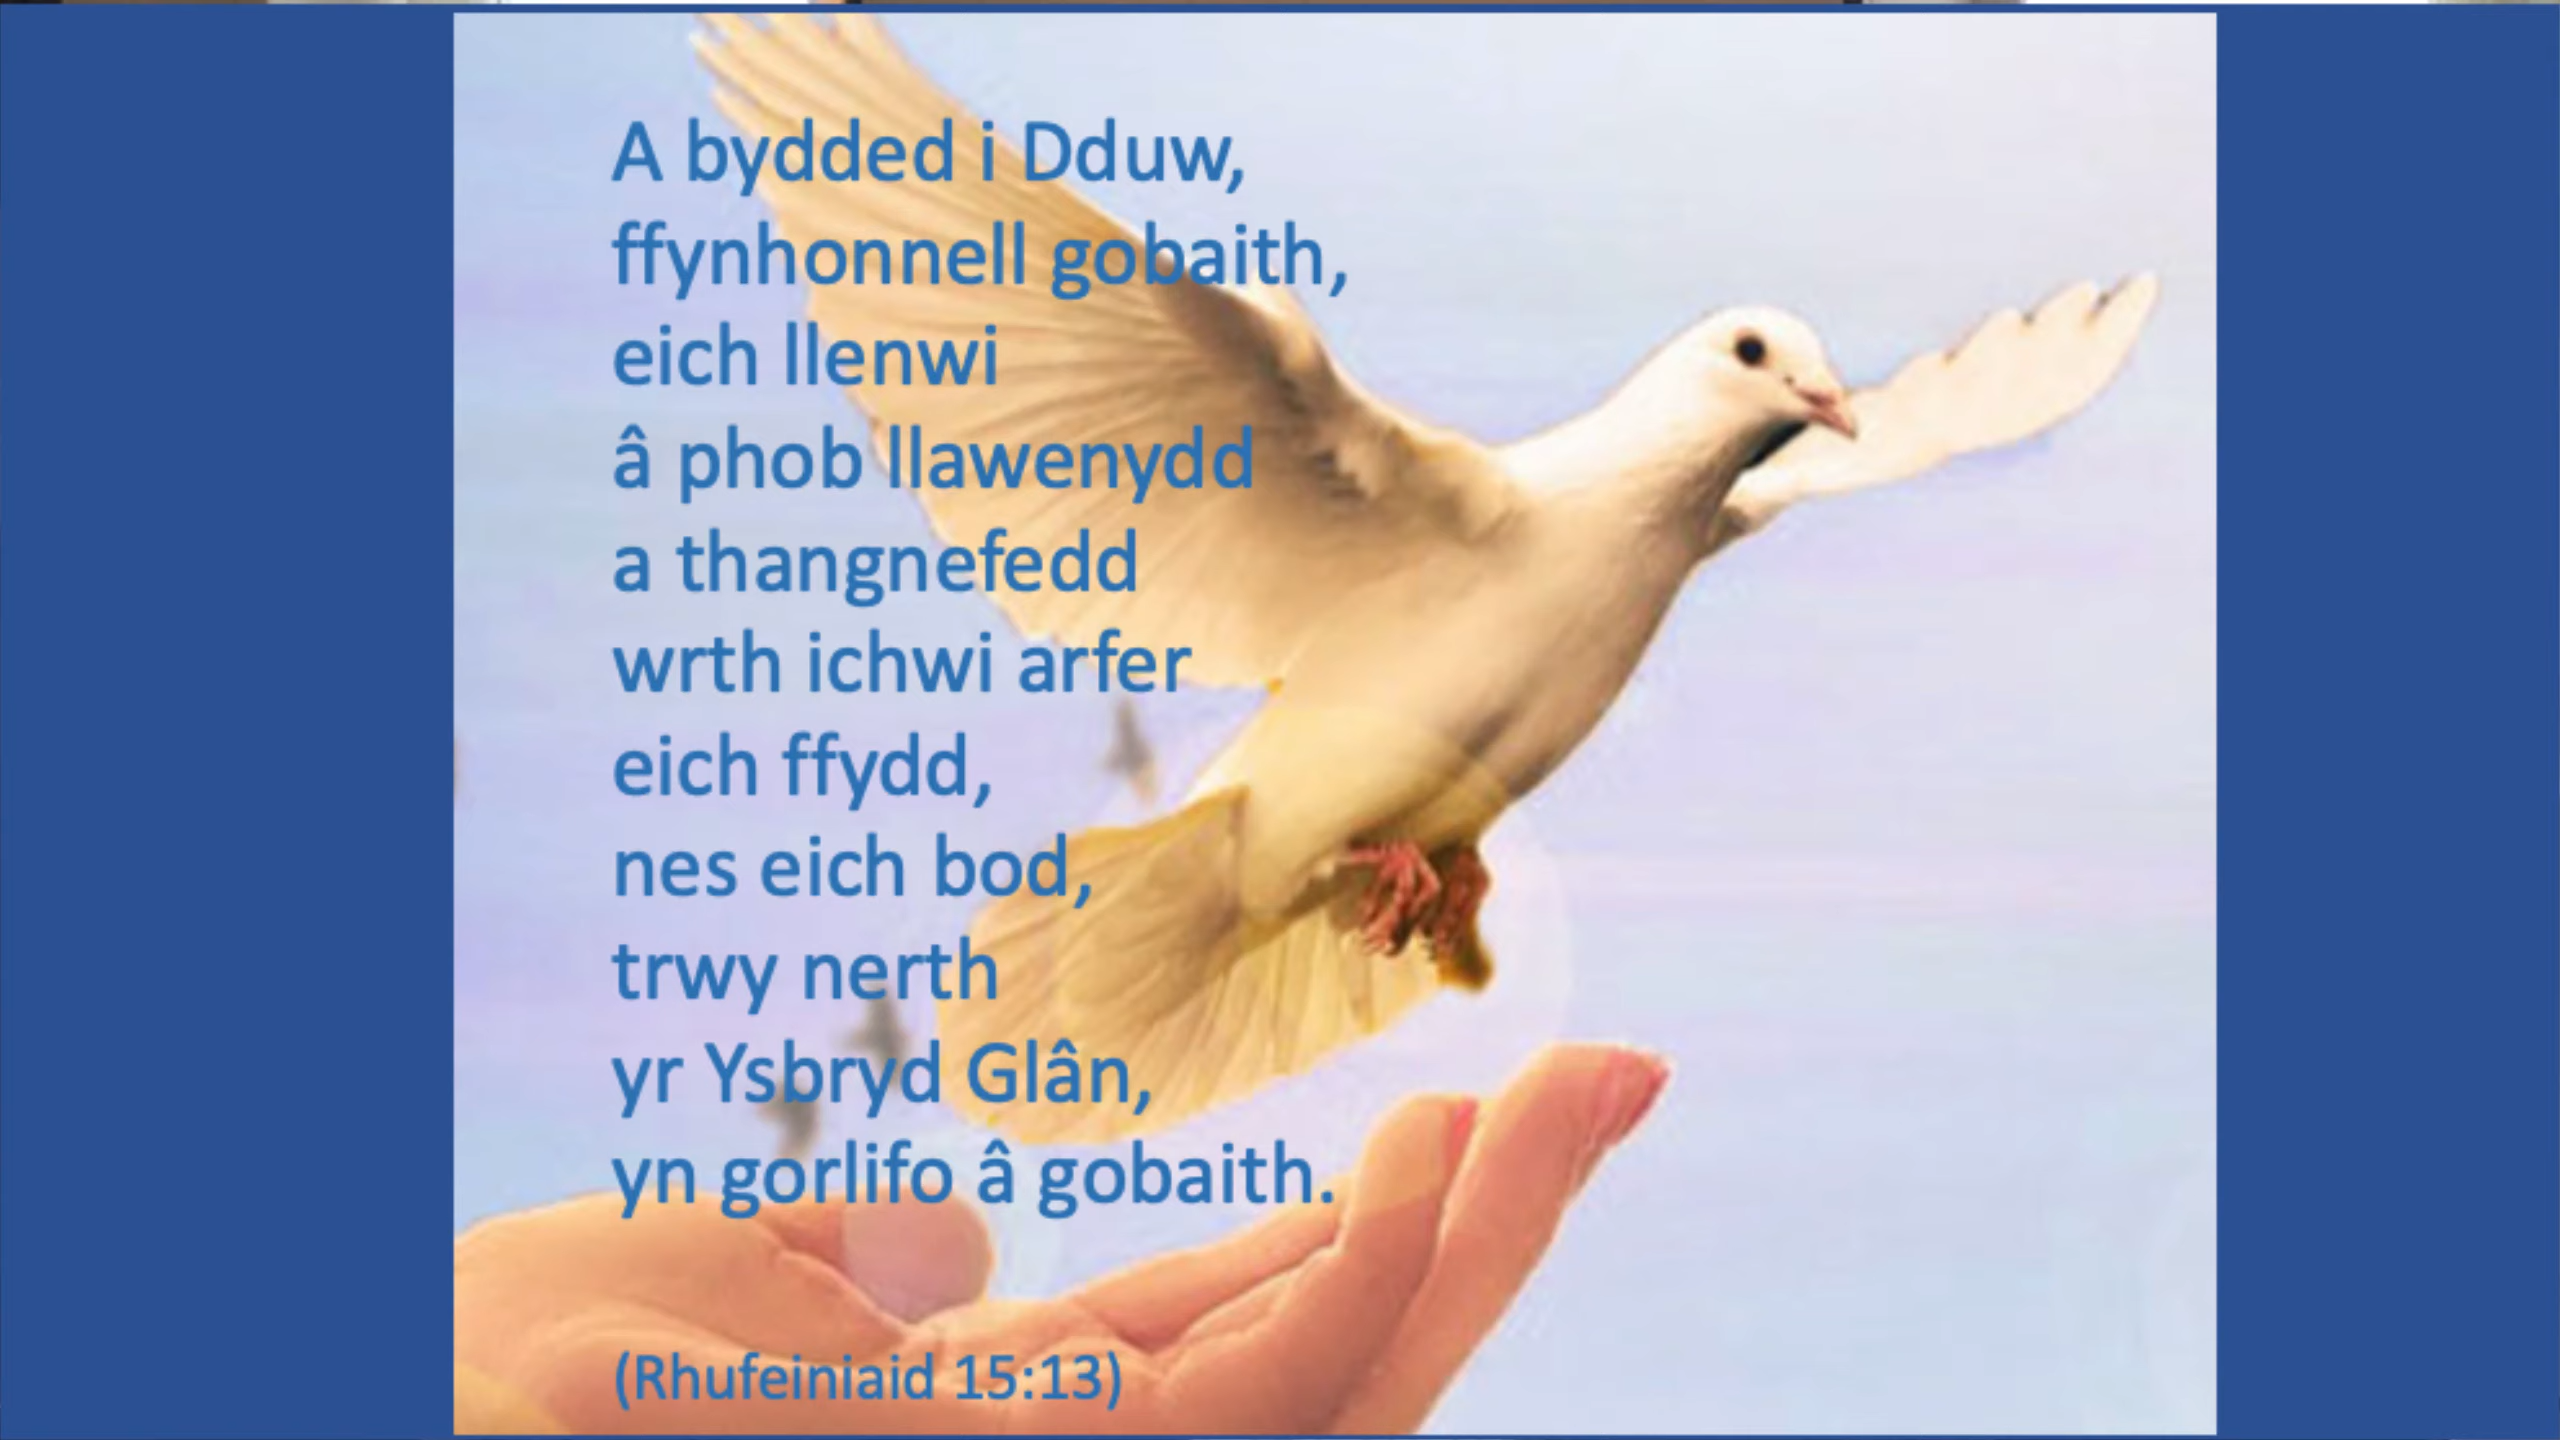 A bydded i Dduw,
ffynhonnell gobaith,
eich llenwi
â phob llawenydd
a thangnefedd
wrth ichwi arfer
eich ffydd,
nes eich bod,
trwy nerth
yr Ysbryd Glân,
yn gorlifo â gobaith.
(Rhufeiniaid 15:13)